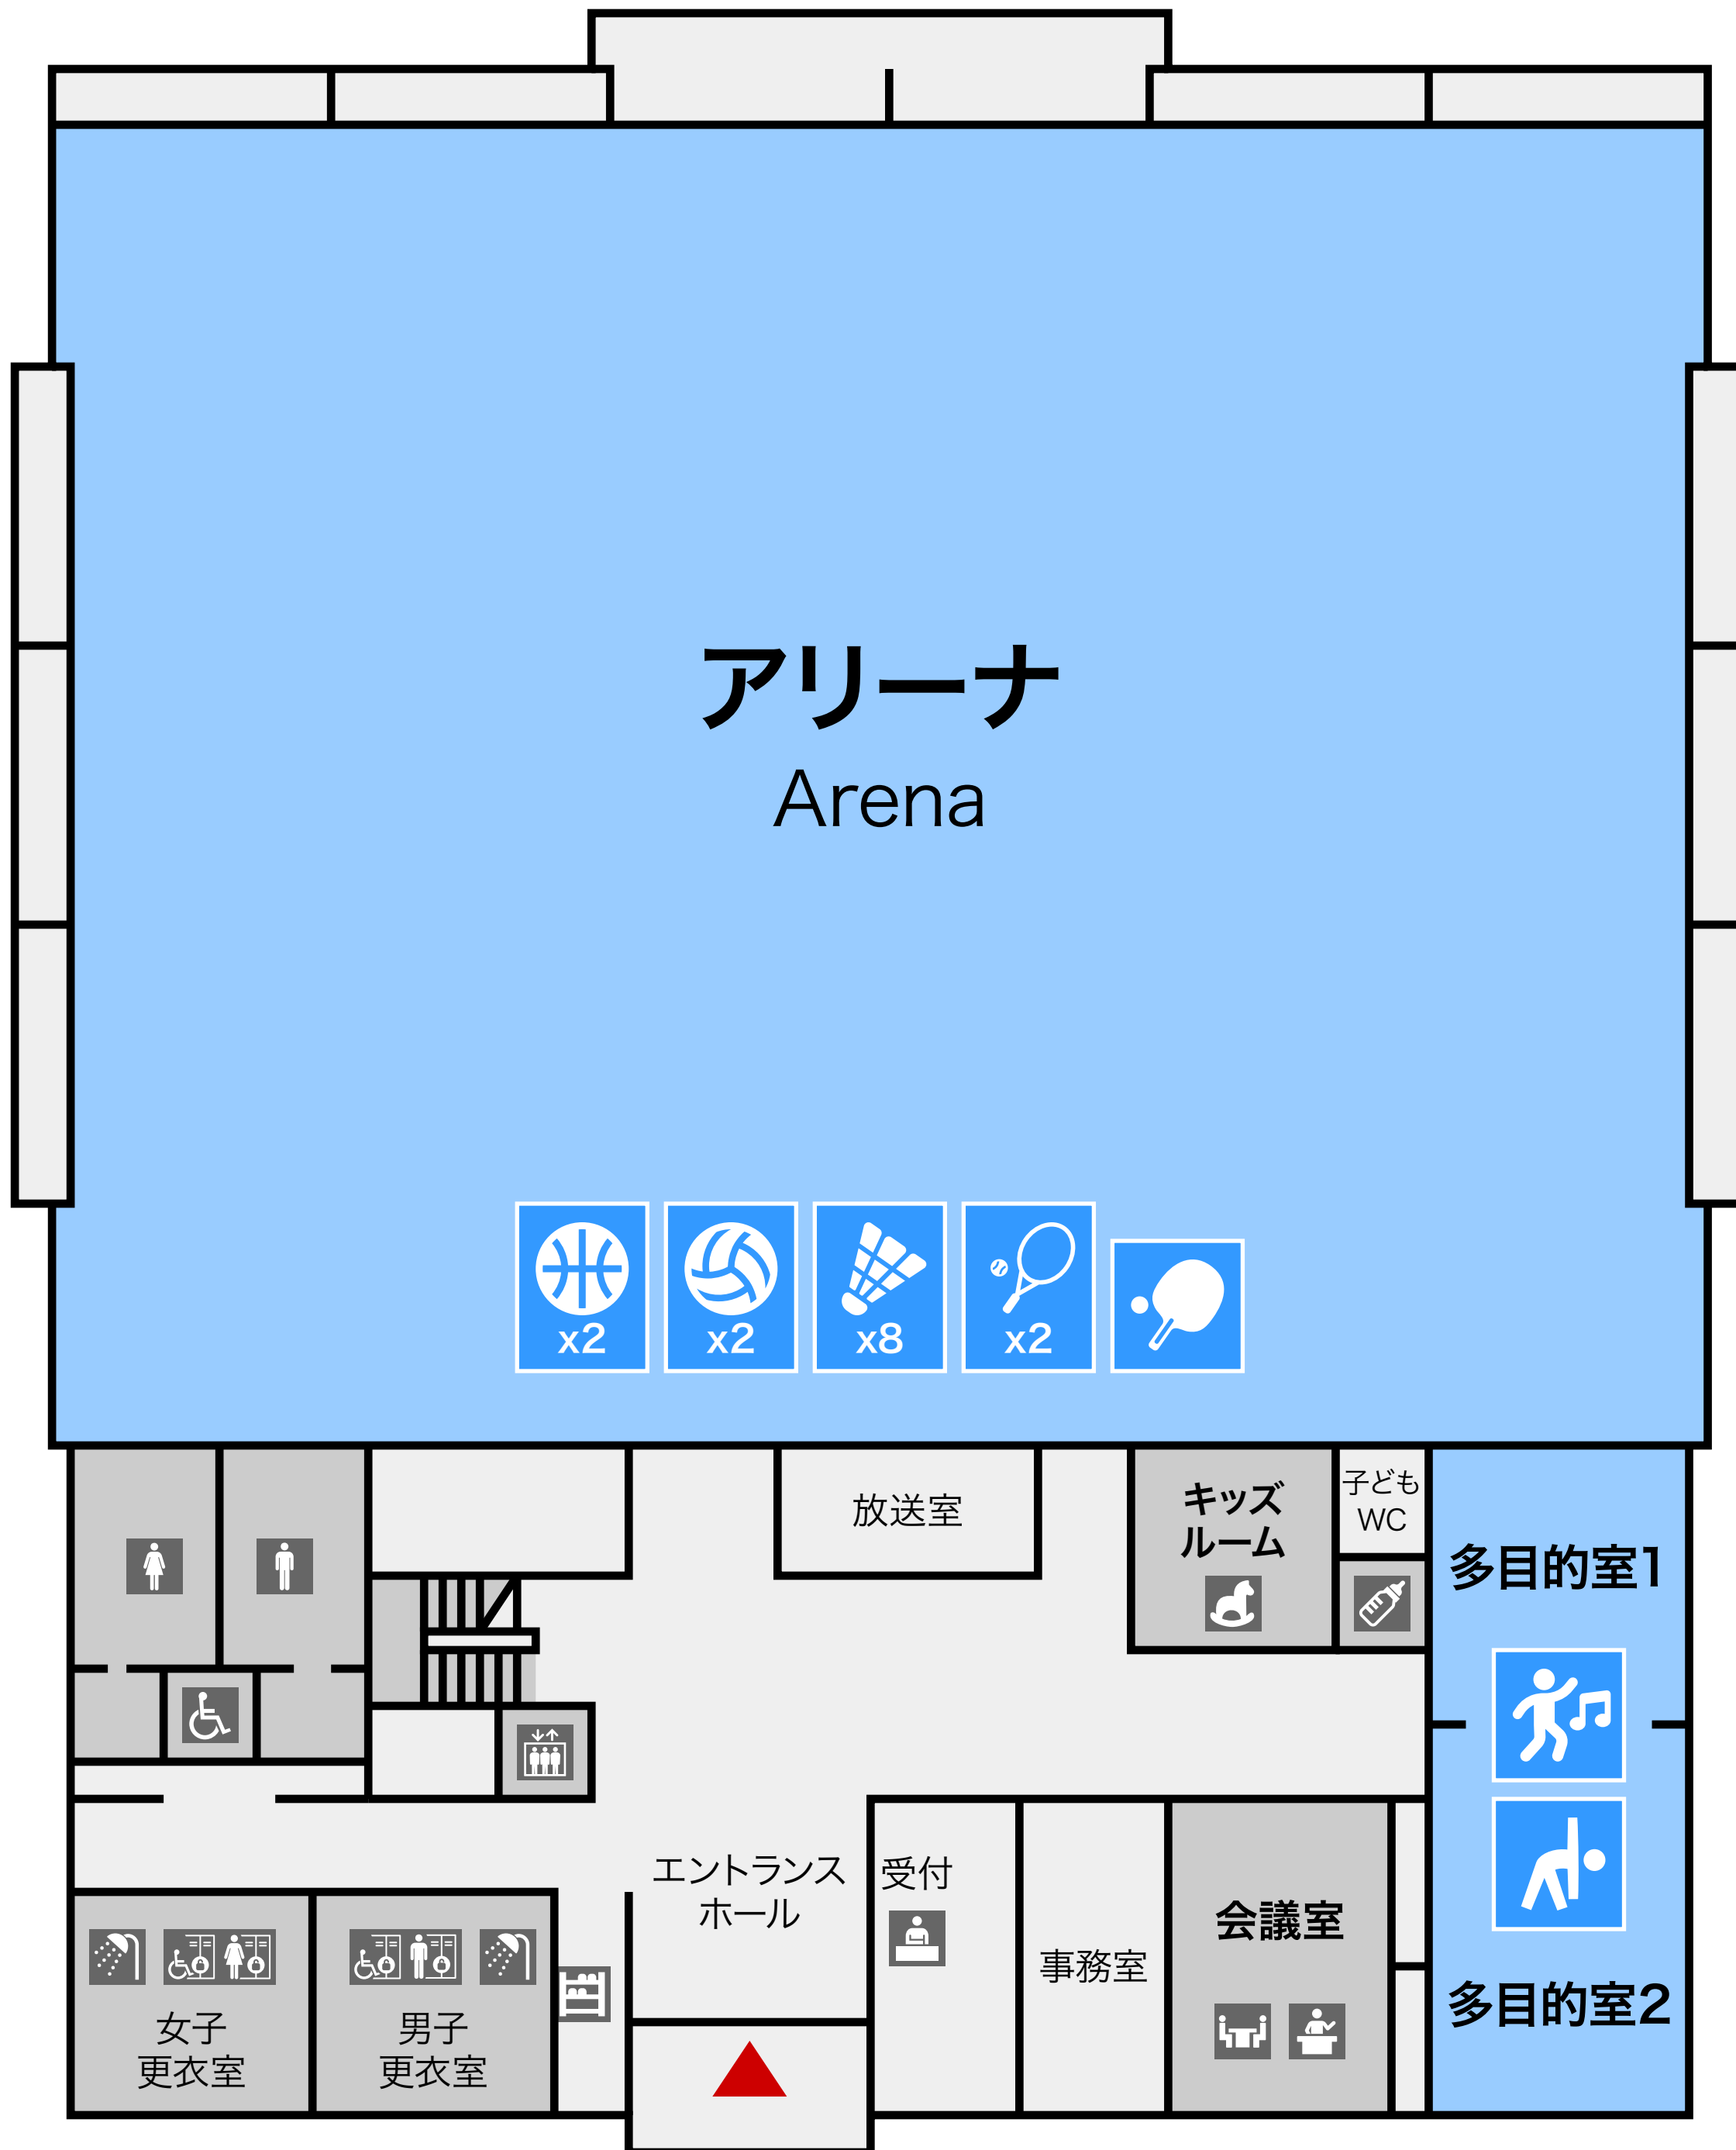 アリーナ
Arena
x2
x2
x8
x2
放送室
キッズ
ルーム
子ども
WC
多目的室1
エントランス
ホール
受付
事務室
会議室
多目的室2
女子
更衣室
男子
更衣室